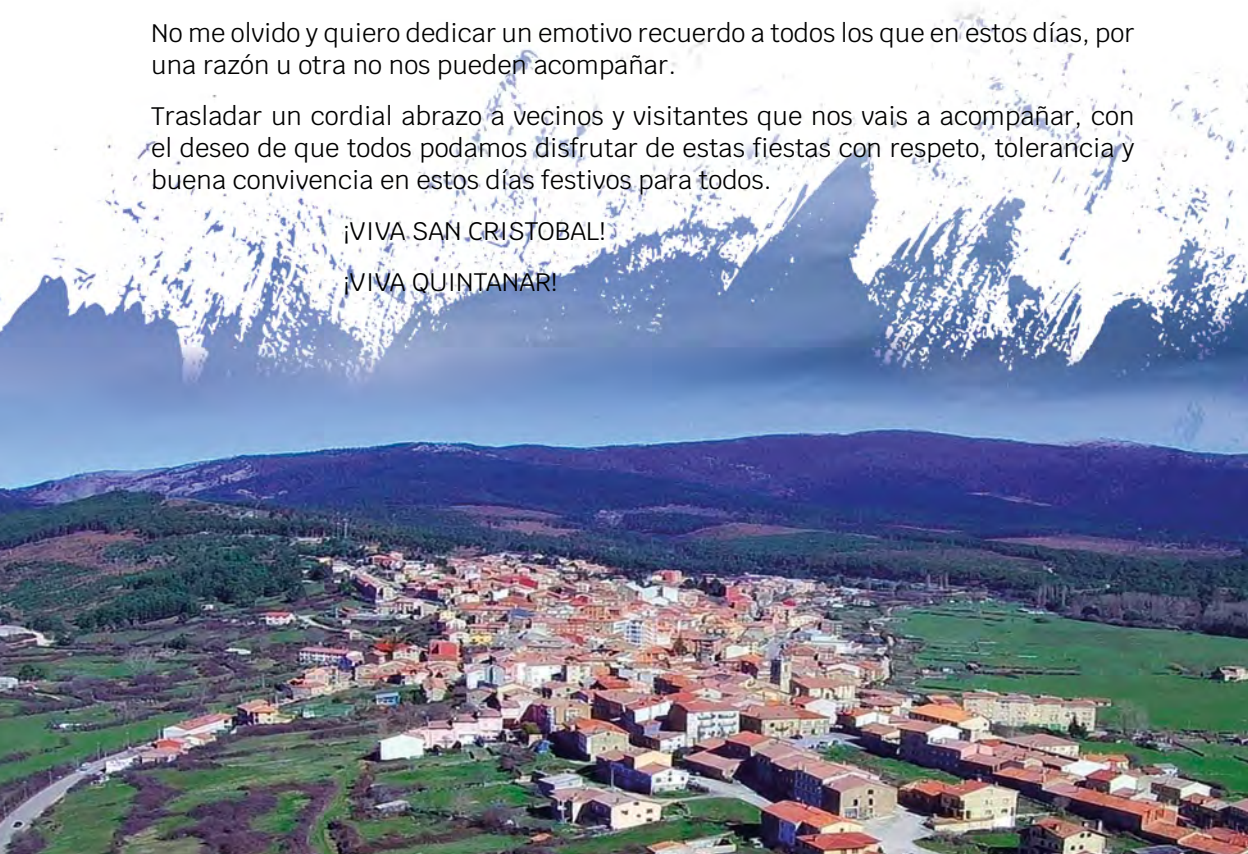 No me olvido y quiero dedicar un emotivo recuerdo a todos los que en estos días, por
una razón u otra no nos pueden acompañar.
Trasladar un cordial abrazo a vecinos y visitantes que nos vais a acompañar, con
el deseo de que todos podamos disfrutar de estas fiestas con respeto, tolerancia y
buena convivencia en estos días festivos para todos.
¡VIVA SAN CRISTOBAL!
¡VIVA QUINTANAR!